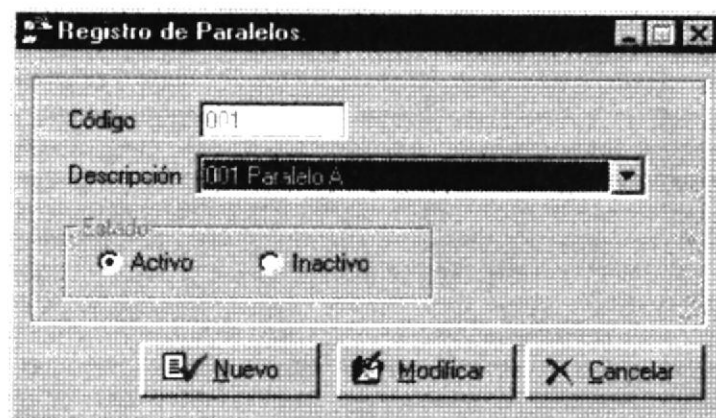 Registro de Paralelos.
Código 001
Descripción 001 Paralelo A
Estado
Activo Inactivo
Nuevo Modificar Cancelar